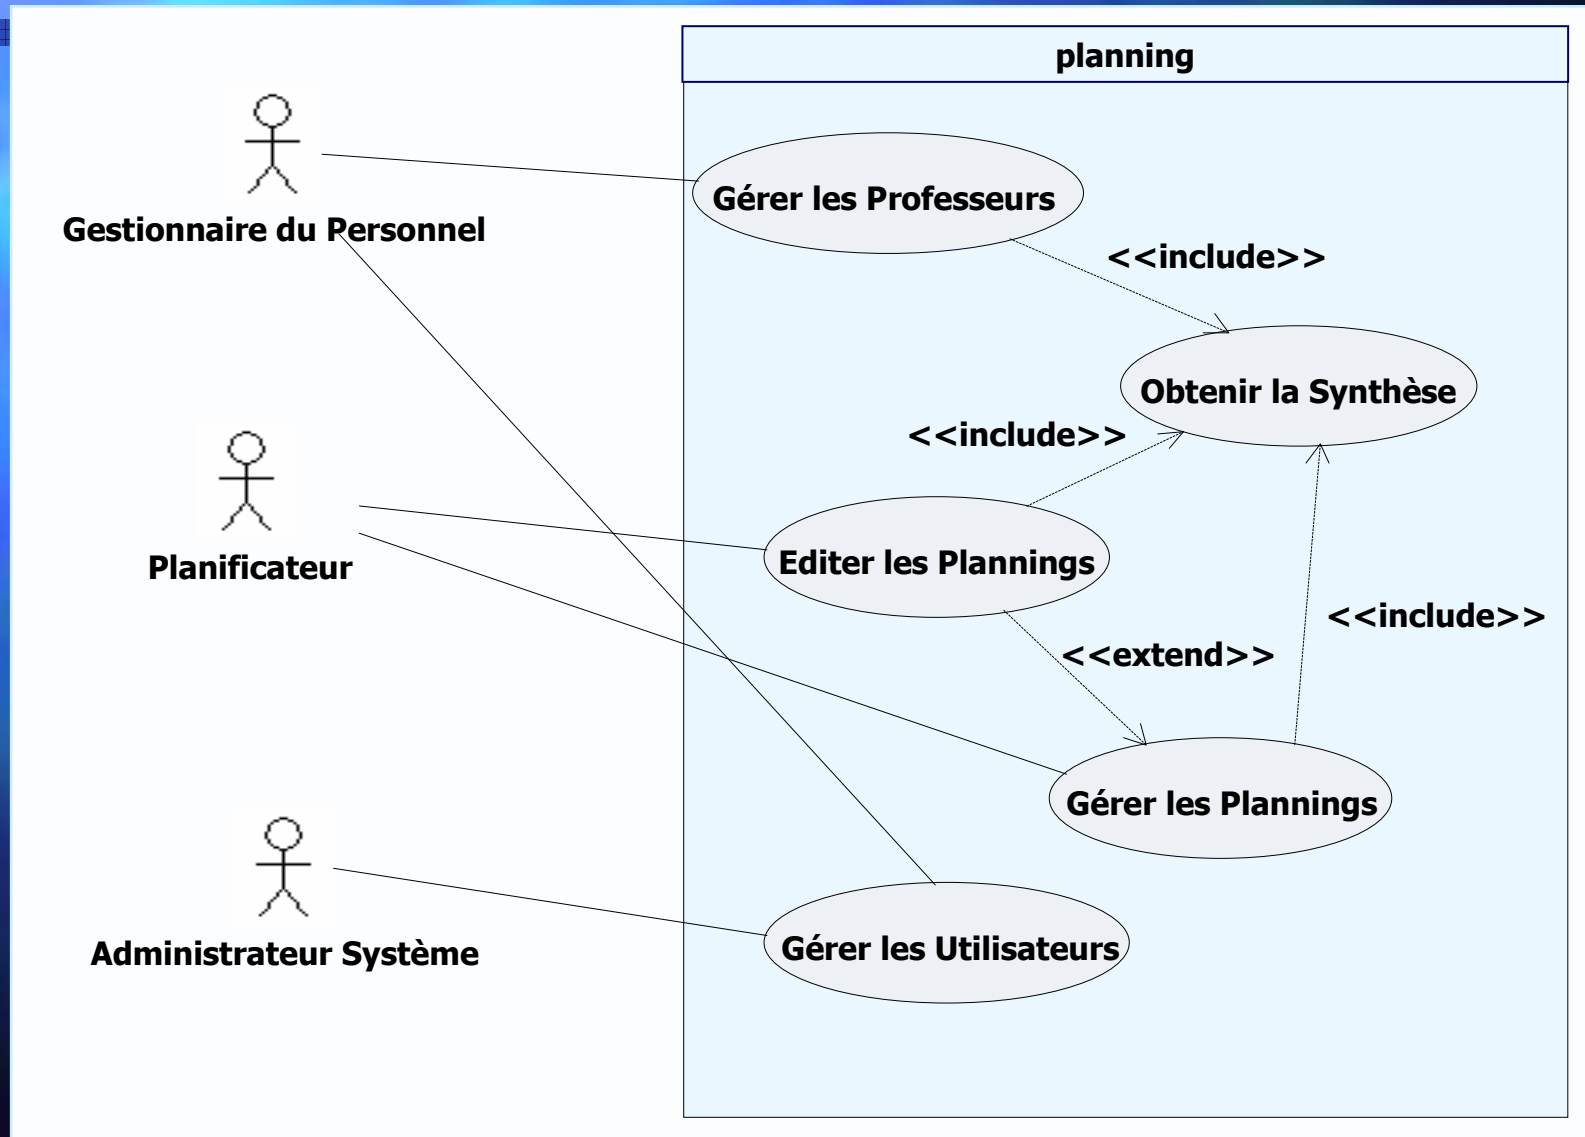 planning
Gérer les Professeurs
Gestionnaire du Personnel
<<include>>
Obtenir la Synthèse
<<include>>
Editer les Plannings
Planificateur
<<include>>
<<extend>>
Gérer les Plannings
Gérer les Utilisateurs
Administrateur Système